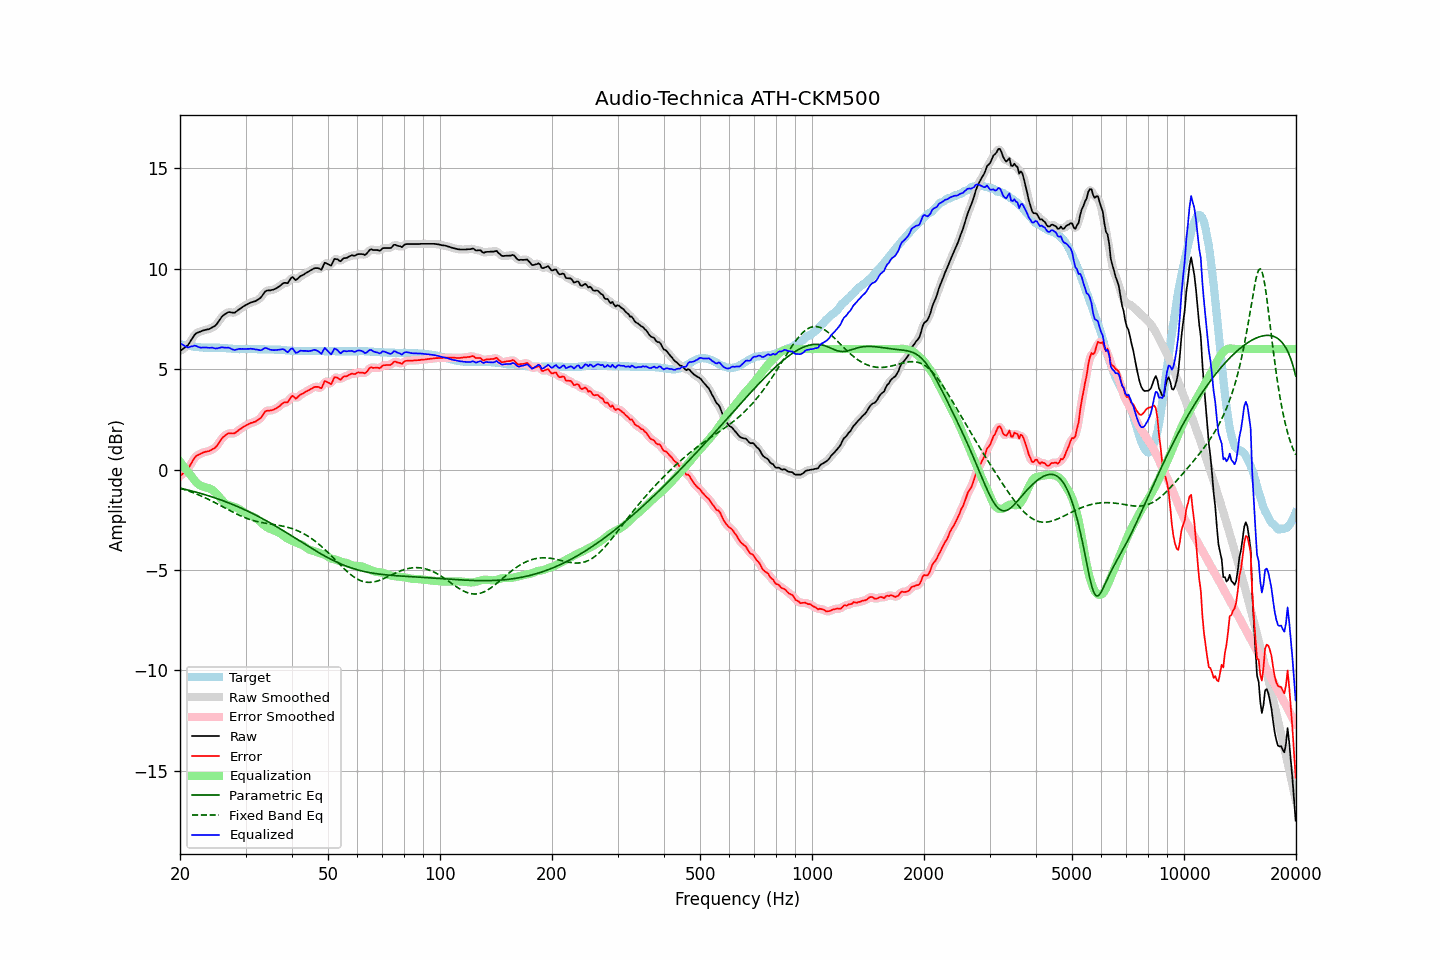 Audio-Technica ATH-CKM500
Amplitude (dBr)
15
10
5
0
−5
−10
−15
Target
Raw Smoothed
Error Smoothed
Raw
Error
Equalization
Parametric Eq
Fixed Band Eq
Equalized
20 50 100 200 500 1000 2000 5000 10000 20000
Frequency (Hz)